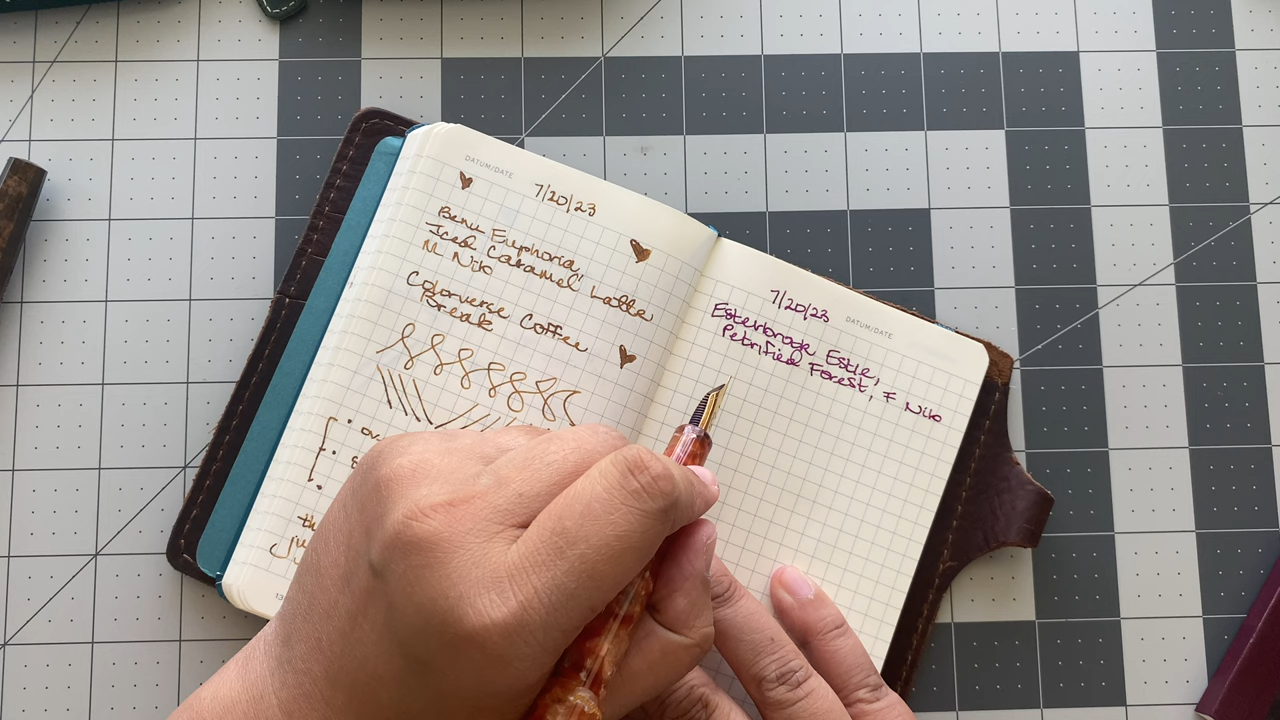 DATUM/DATE
7/20/23
Benu Euphoria,
Iced Caramel Latte
M Nib
Colorverse Coffee
Break
7/20/23
DATUM/DATE
Esterbrook Estie,
Petrified Forest, F Nib